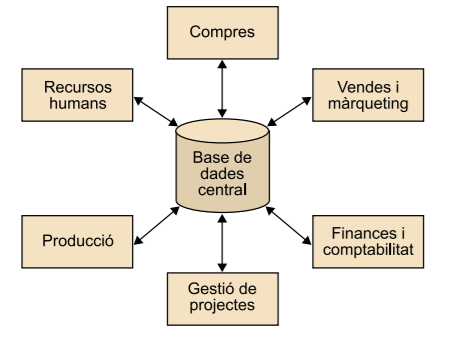 Compres
Recursos
humans
Vendes i
màrqueting
Base de
dades
central
Producció
Finances i
comptabilitat
Gestió de
projectes